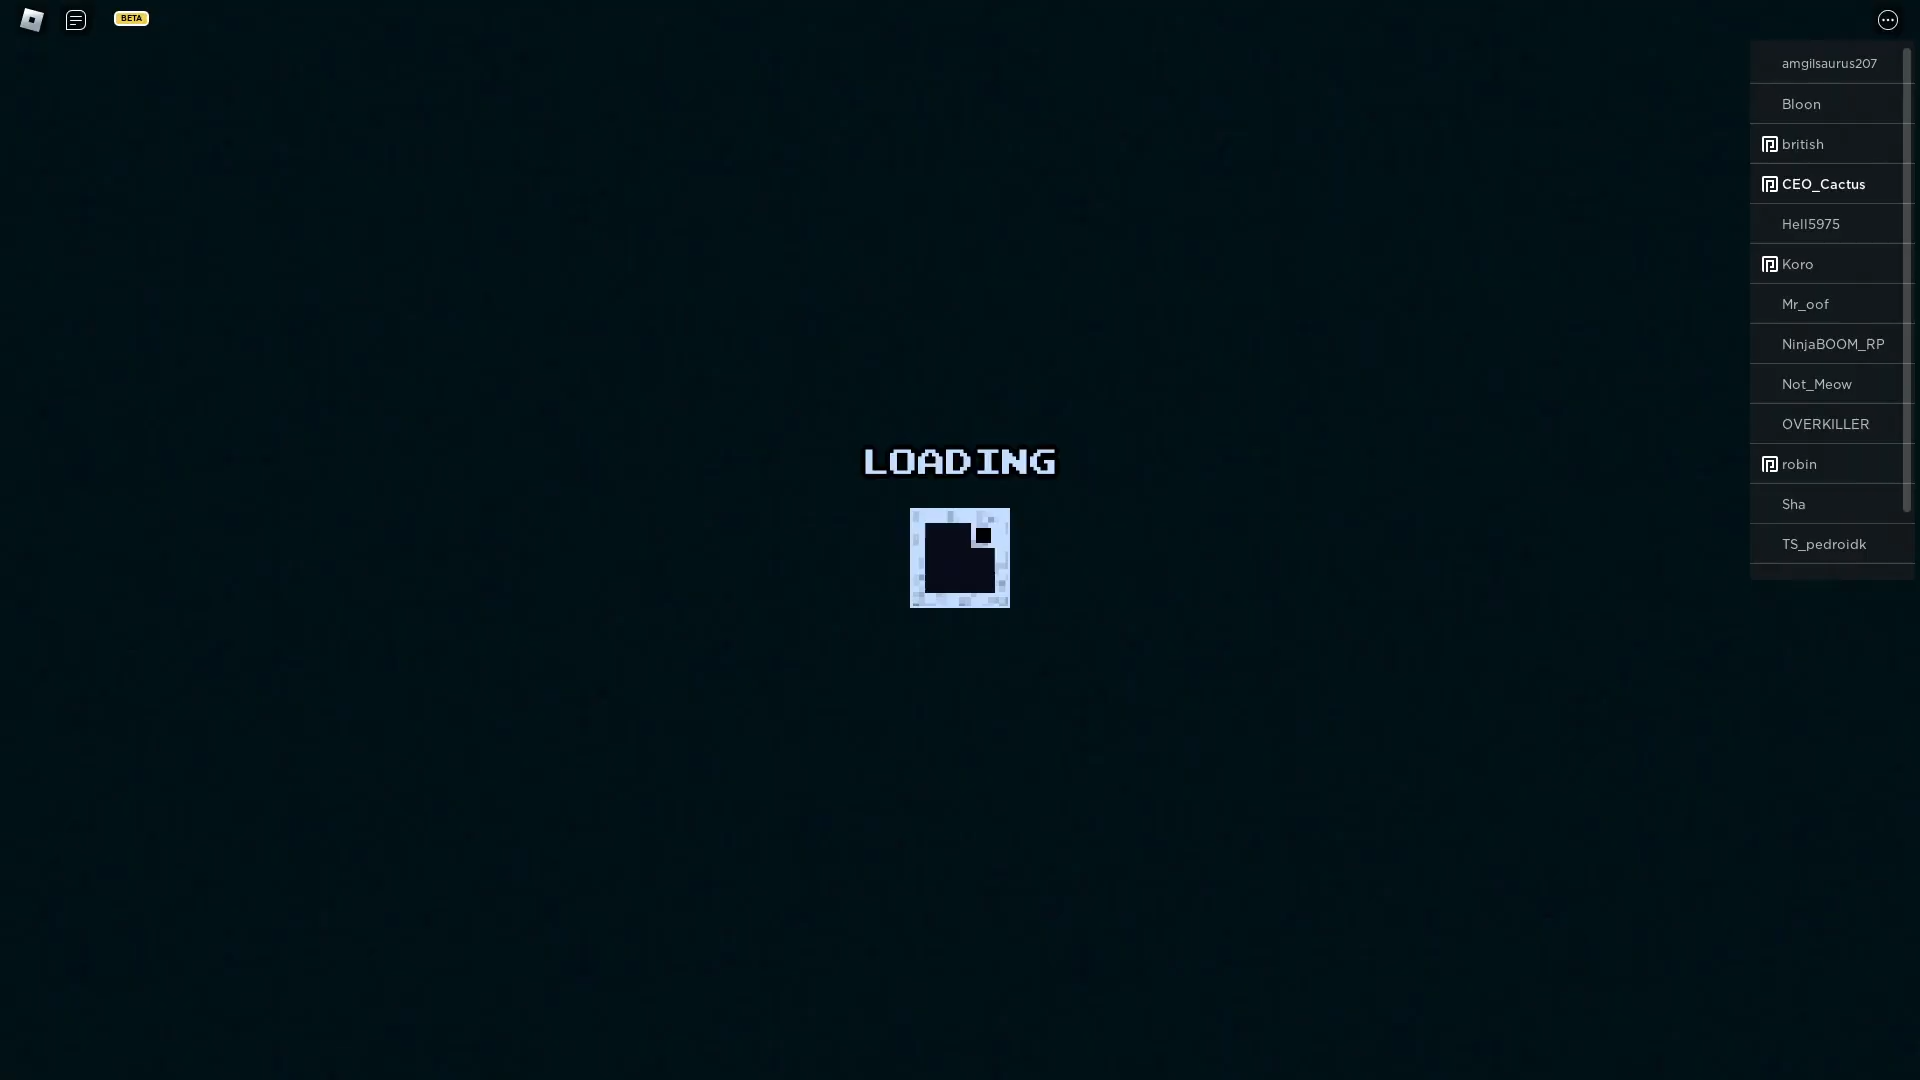 BETA
amgilsaurus207
Bloon
british
CEO_Cactus
Hell5975
Koro
Mr_oof
NinjaBOOM_RP
Not_Meow
OVERKILLER
robin
Sha
TS_pedroidk
LOADING